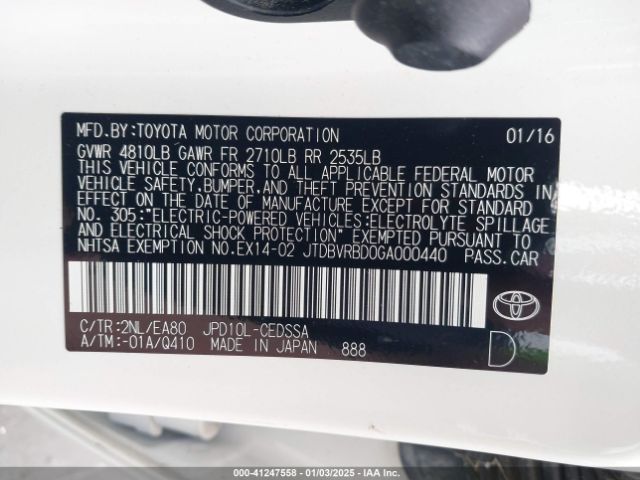 MFD.BY:TOYOTA MOTOR CORPORATION 01/16
GVWR 4810LB GAWR FR 2710LB RR 2535LB
THIS VEHICLE CONFORMS TO ALL APPLICABLE FEDERAL MOTOR
VEHICLE SAFETY,BUMPER,AND THEFT PREVENTION STANDARDS IN
EFFECT ON THE DATE OF MANUFACTURE EXCEPT FOR STANDARD
NO. 305:"ELECTRIC-POWERED VEHICLES:ELECTROLYTE SPILLAGE
AND ELECTRICAL SHOCK PROTECTION" EXEMPTED PURSUANT TO
NHTSA EXEMPTION NO.EX14-02 JTDBVRBD0GA000440 PASS.CAR
C/TR:2NL/EA80 JPD10L-CEDSSA
A/TM:-01A/Q410 MADE IN JAPAN 888
TOYOTA
D
000-41247558 - 01/03/2025 - IAA Inc.